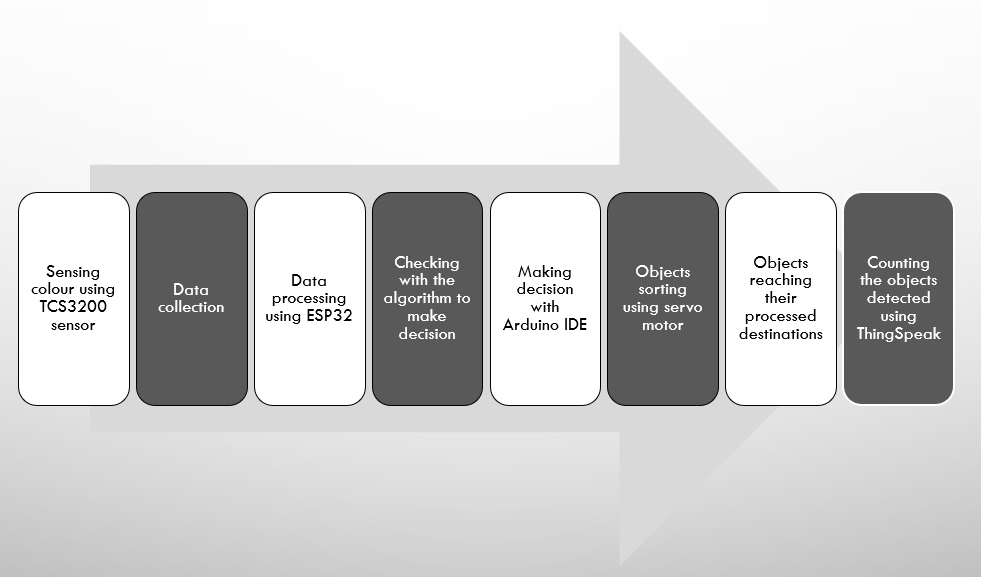 Sensing
colour using
TCS3200
sensor
Data
collection
Data
processing
using ESP32
Checking
with the
algorithm to
make
decision
Making
decision
with
Arduino IDE
Objects
sorting
using servo
motor
Objects
reaching
their
processed
destinations
Counting
the objects
detected
using
ThingSpeak